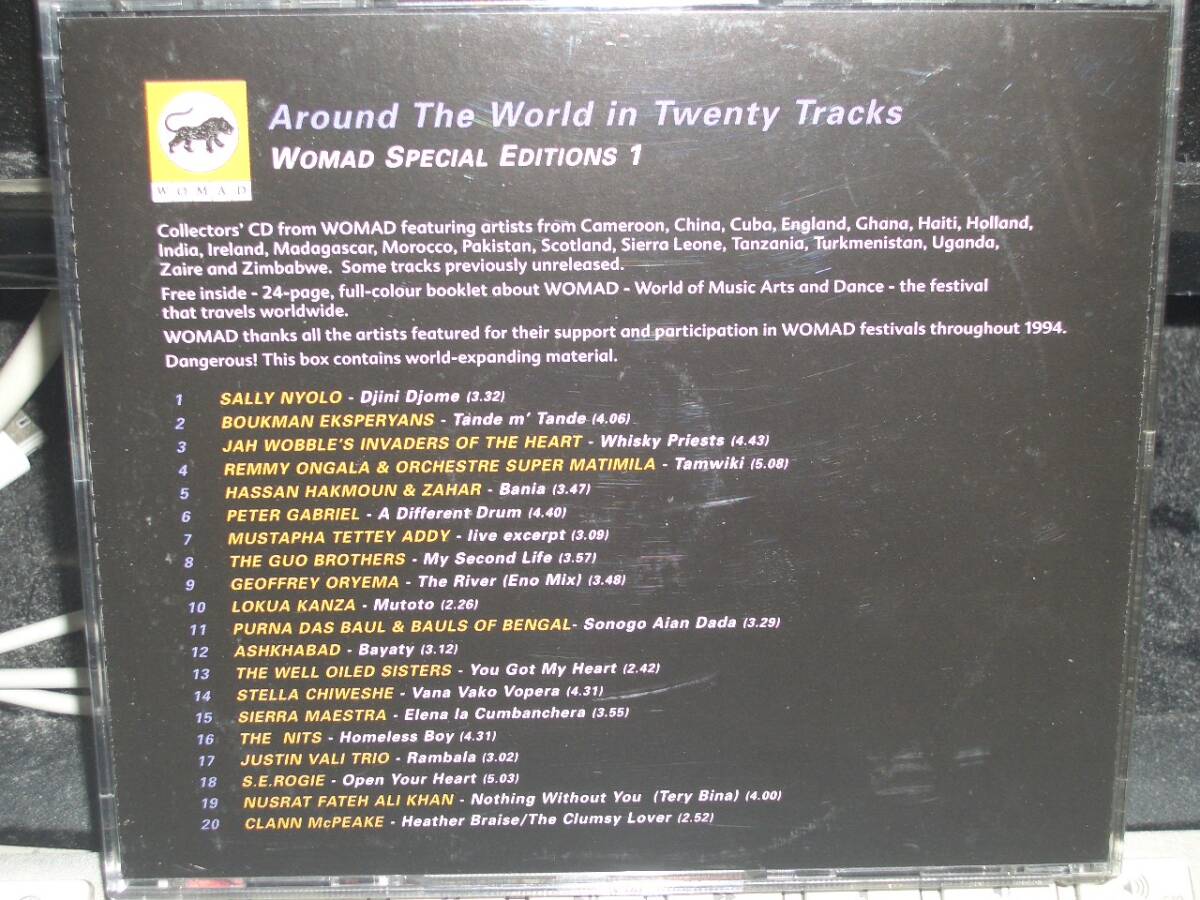 Around The World in Twenty Tracks
WOMAD SPECIAL EDITIONS 1
WOMAD
Collectors' CD from WOMAD featuring artists from Cameroon, China, Cuba, England, Ghana, Haiti, Holland,
India, Ireland, Madagascar, Morocco, Pakistan, Scotland, Sierra Leone, Tanzania, Turkmenistan, Uganda,
Zaire and Zimbabwe. Some tracks previously unreleased.
Free inside - 24-page, full-colour booklet about WOMAD - World of Music Arts and Dance - the festival
that travels worldwide.
WOMAD thanks all the artists featured for their support and participation in WOMAD festivals throughout 1994.
Dangerous! This box contains world-expanding material.
1 SALLY NYOLO - Djini Djome (3.32)
2 BOUKMAN EKSPERYANS - Tande m' Tande (4.06)
3 JAH WOBBLE'S INVADERS OF THE HEART - Whisky Priests (4.43)
4 REMMY ONGALA & ORCHESTRE SUPER MATIMILA - Tamwiki (5.08)
5 HASSAN HAKMOUN & ZAHAR - Bania (3.47)
6 PETER GABRIEL - A Different Drum (4.40)
7 MUSTAPHA TETTEY ADDY - live excerpt (3.09)
8 THE GUO BROTHERS - My Second Life (3.57)
9 GEOFFREY ORYEMA - The River (Eno Mix) (3.48)
10 LOKUA KANZA - Mutoto (2.26)
11 PURNA DAS BAUL & BAULS OF BENGAL- Sonogo Aian Dada (3.29)
12 ASHKHABAD - Bayaty (3.12)
13 THE WELL OILED SISTERS - You Got My Heart (2.42)
14 STELLA CHIWESHE - Vana Vako Vopera (4.31)
15 SIERRA MAESTRA - Elena la Cumbanchera (3.55)
16 THE NITS - Homeless Boy (4.31)
17 JUSTIN VALI TRIO - Rambala (3.02)
18 S.E.ROGIE - Open Your Heart (5.03)
19 NUSRAT FATEH ALI KHAN - Nothing Without You (Tery Bina) (4.00)
20 CLANN McPEAKE - Heather Braise/The Clumsy Lover (2.52)